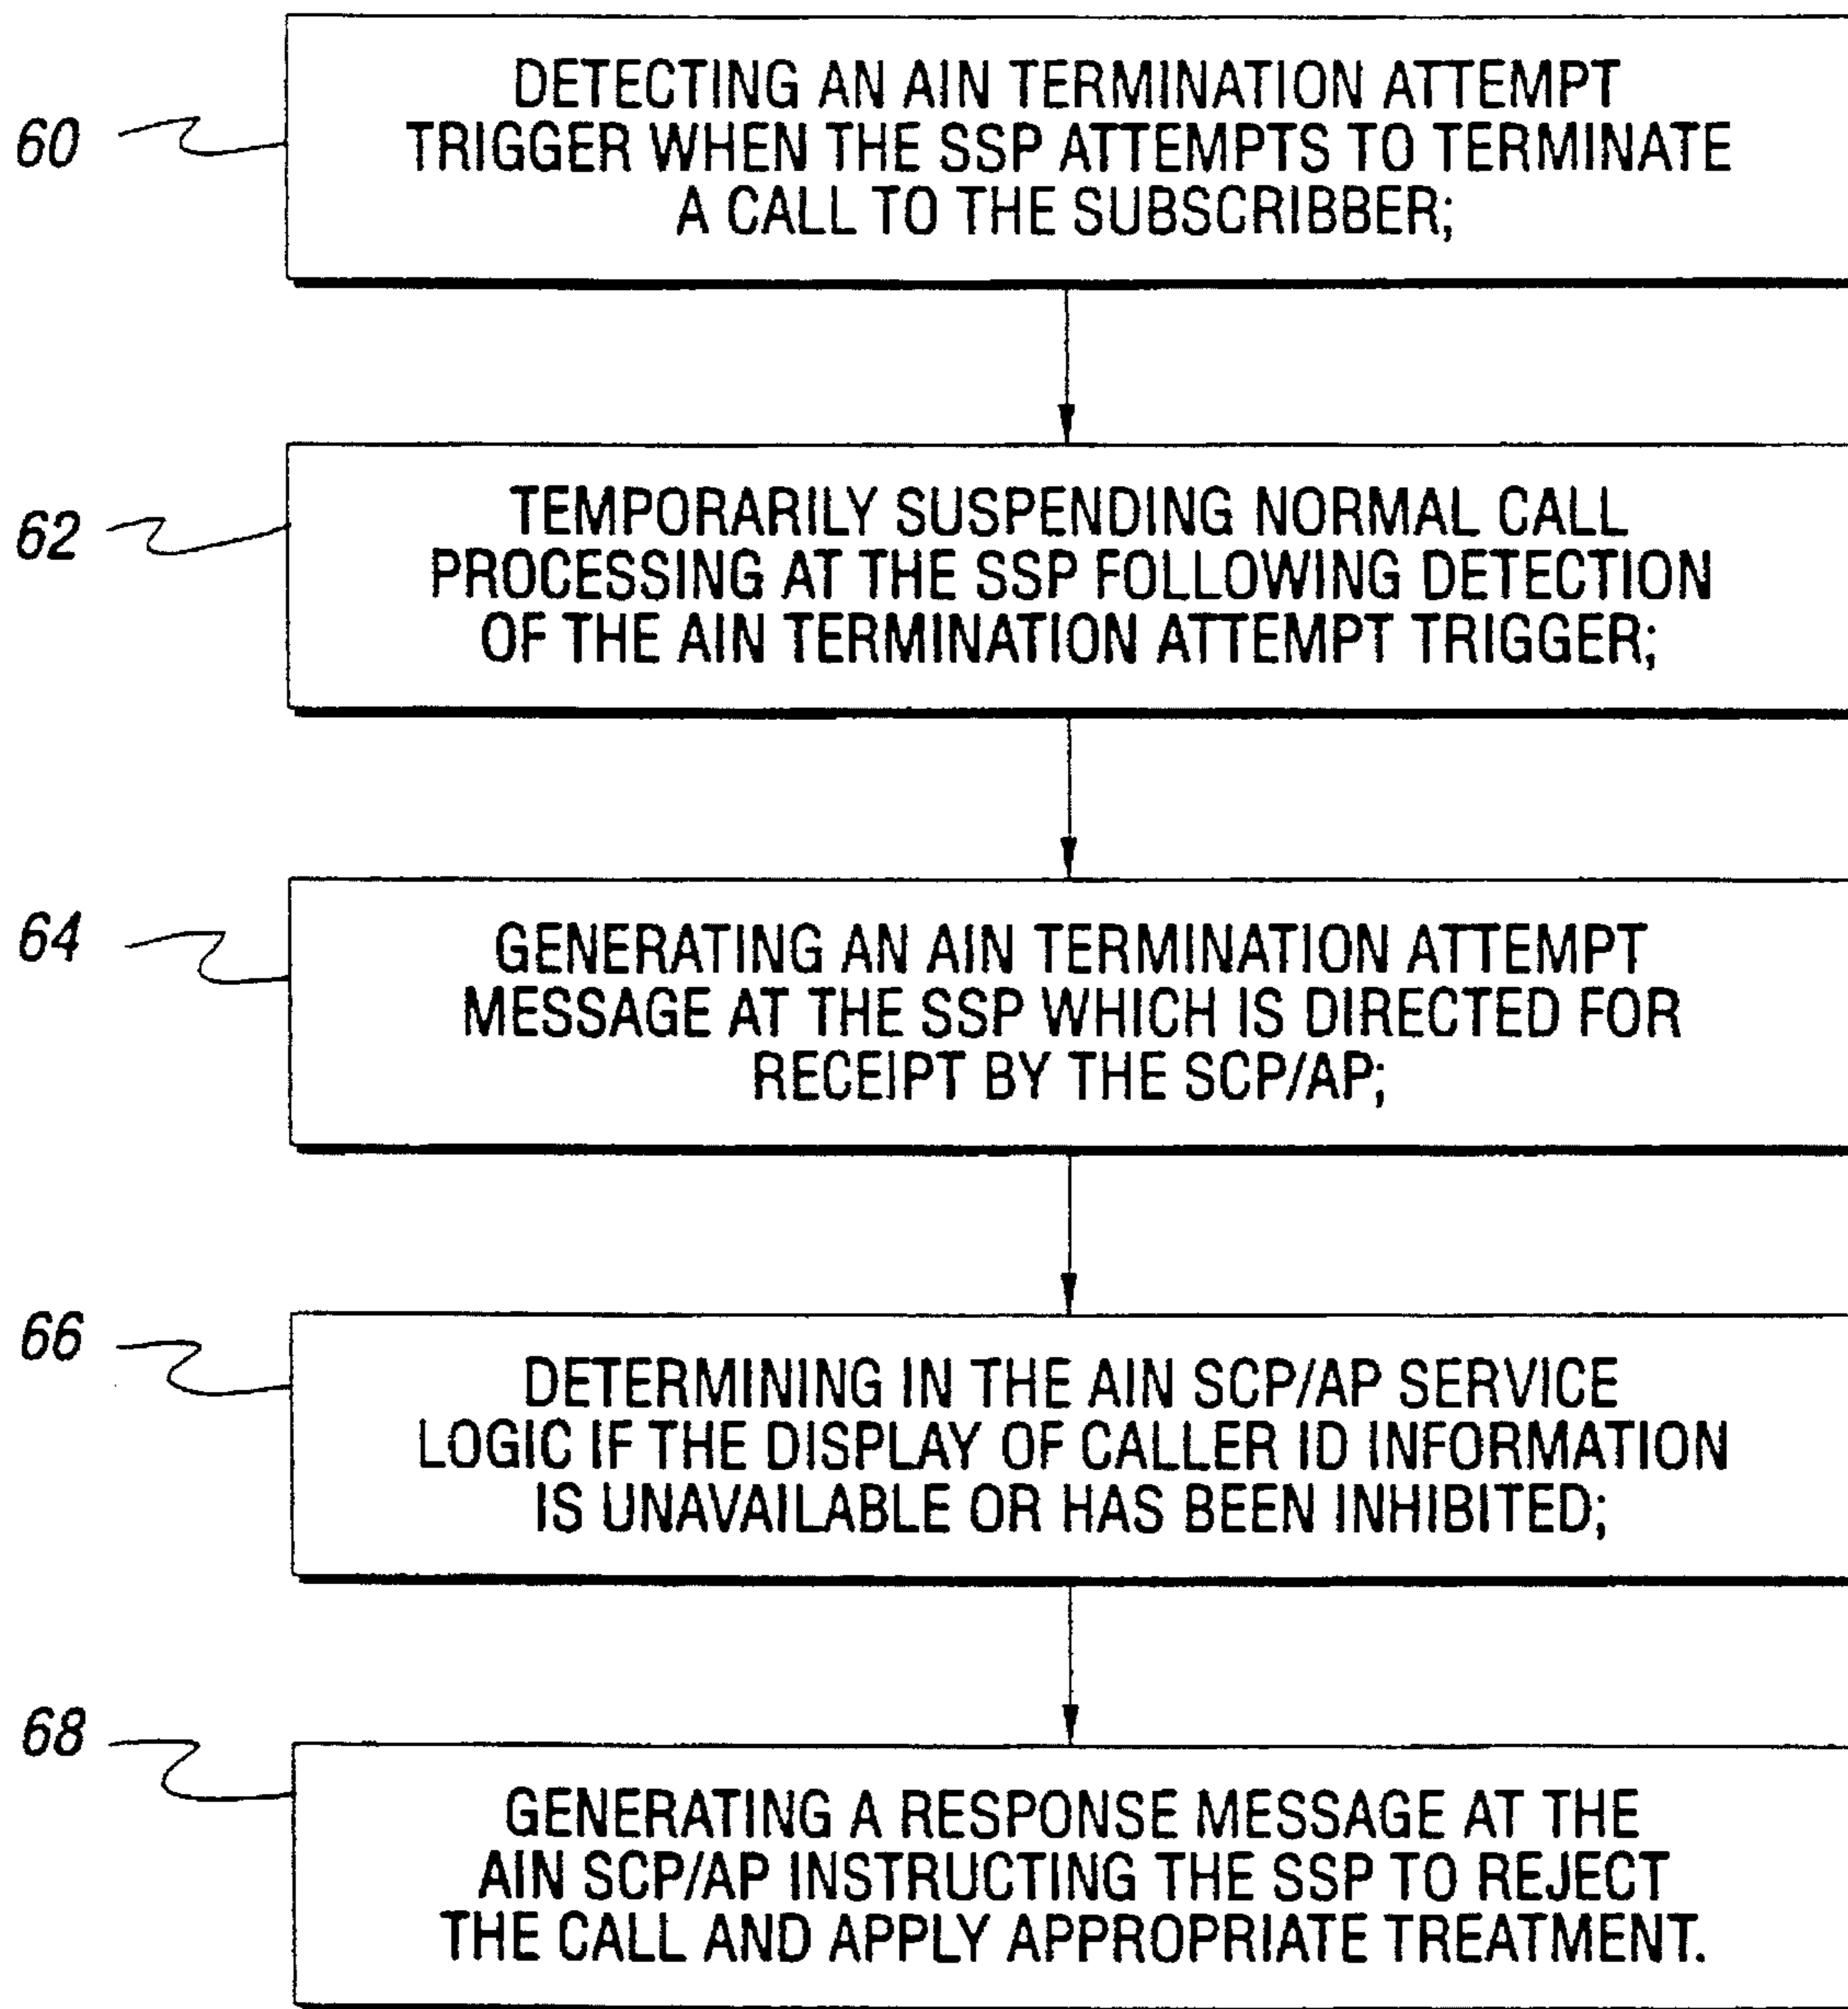 60
DETECTING AN AIN TERMINATION ATTEMPT
TRIGGER WHEN THE SSP ATTEMPTS TO TERMINATE
A CALL TO THE SUBSCRIBBER;
62
TEMPORARILY SUSPENDING NORMAL CALL
PROCESSING AT THE SSP FOLLOWING DETECTION
OF THE AIN TERMINATION ATTEMPT TRIGGER;
64
GENERATING AN AIN TERMINATION ATTEMPT
MESSAGE AT THE SSP WHICH IS DIRECTED FOR
RECEIPT BY THE SCP/AP;
66
DETERMINING IN THE AIN SCP/AP SERVICE
LOGIC IF THE DISPLAY OF CALLER ID INFORMATION
IS UNAVAILABLE OR HAS BEEN INHIBITED;
68
GENERATING A RESPONSE MESSAGE AT THE
AIN SCP/AP INSTRUCTING THE SSP TO REJECT
THE CALL AND APPLY APPROPRIATE TREATMENT.